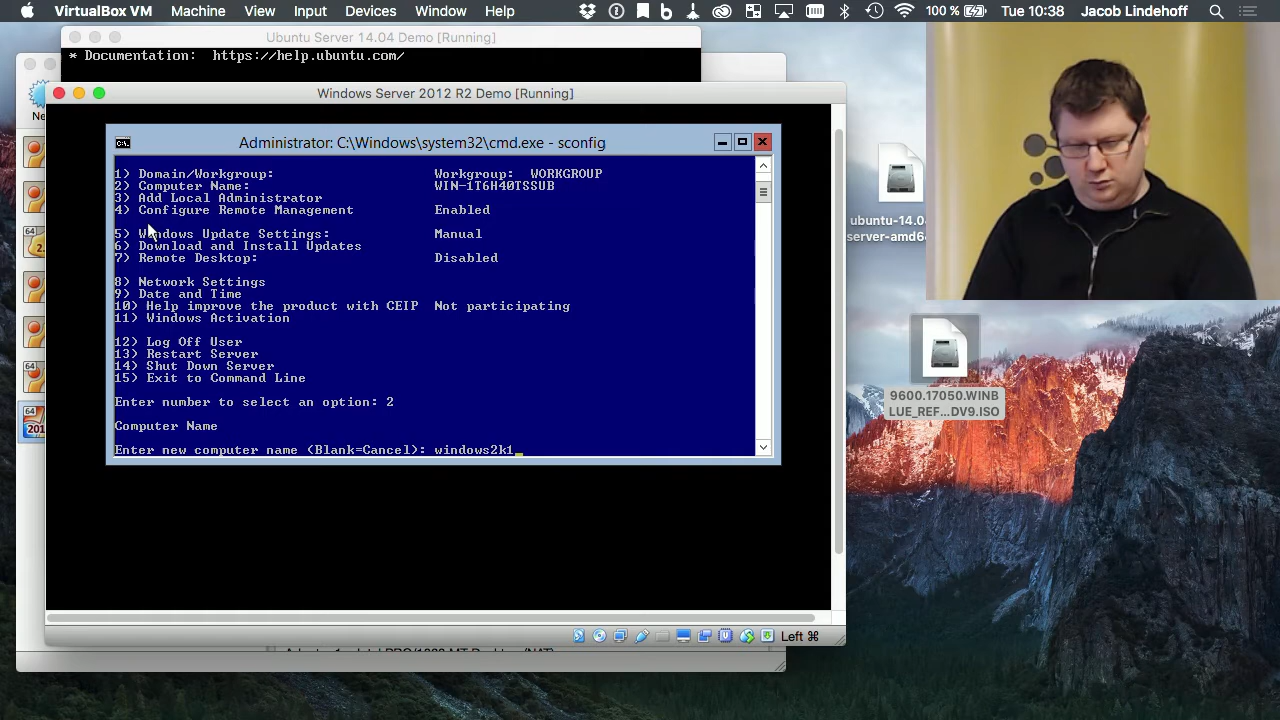 VirtualBox VM Machine View Input Devices Window Help 100 % Tue 10:38 Jacob Lindehoff
Ubuntu Server 14.04 Demo [Running]
* Documentation: https://help.ubuntu.com/
Windows Server 2012 R2 Demo [Running]
Administrator: C:\Windows\system32\cmd.exe - sconfig
1) Domain/Workgroup: Workgroup: WORKGROUP
2) Computer Name: WIN-1T6H40TSSUB
3) Add Local Administrator
4) Configure Remote Management Enabled
5) Windows Update Settings: Manual
6) Download and Install Updates
7) Remote Desktop: Disabled
8) Network Settings
9) Date and Time
10) Help improve the product with CEIP Not participating
11) Windows Activation
12) Log Off User
13) Restart Server
14) Shut Down Server
15) Exit to Command Line
Enter number to select an option: 2
Computer Name
Enter new computer name (Blank=Cancel): windows2k1
Left ⌘
Ne
64
64
64
201
ubuntu-14.04
server-amd6
9600.17050.WINB
LUE_REF...DV9.ISO